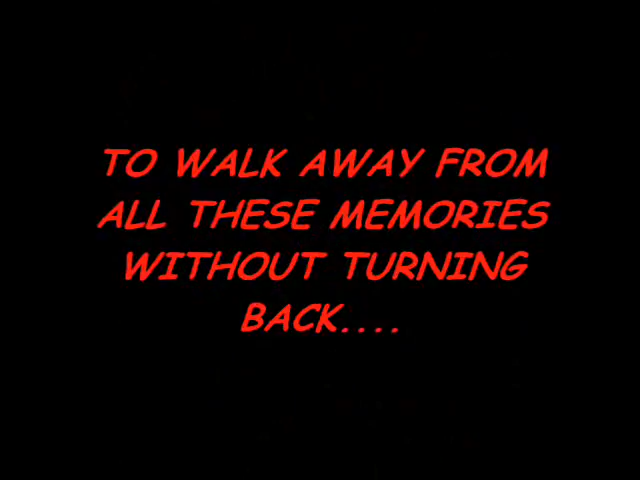 TO WALK AWAY FROM
ALL THESE MEMORIES
WITHOUT TURNING
BACK....